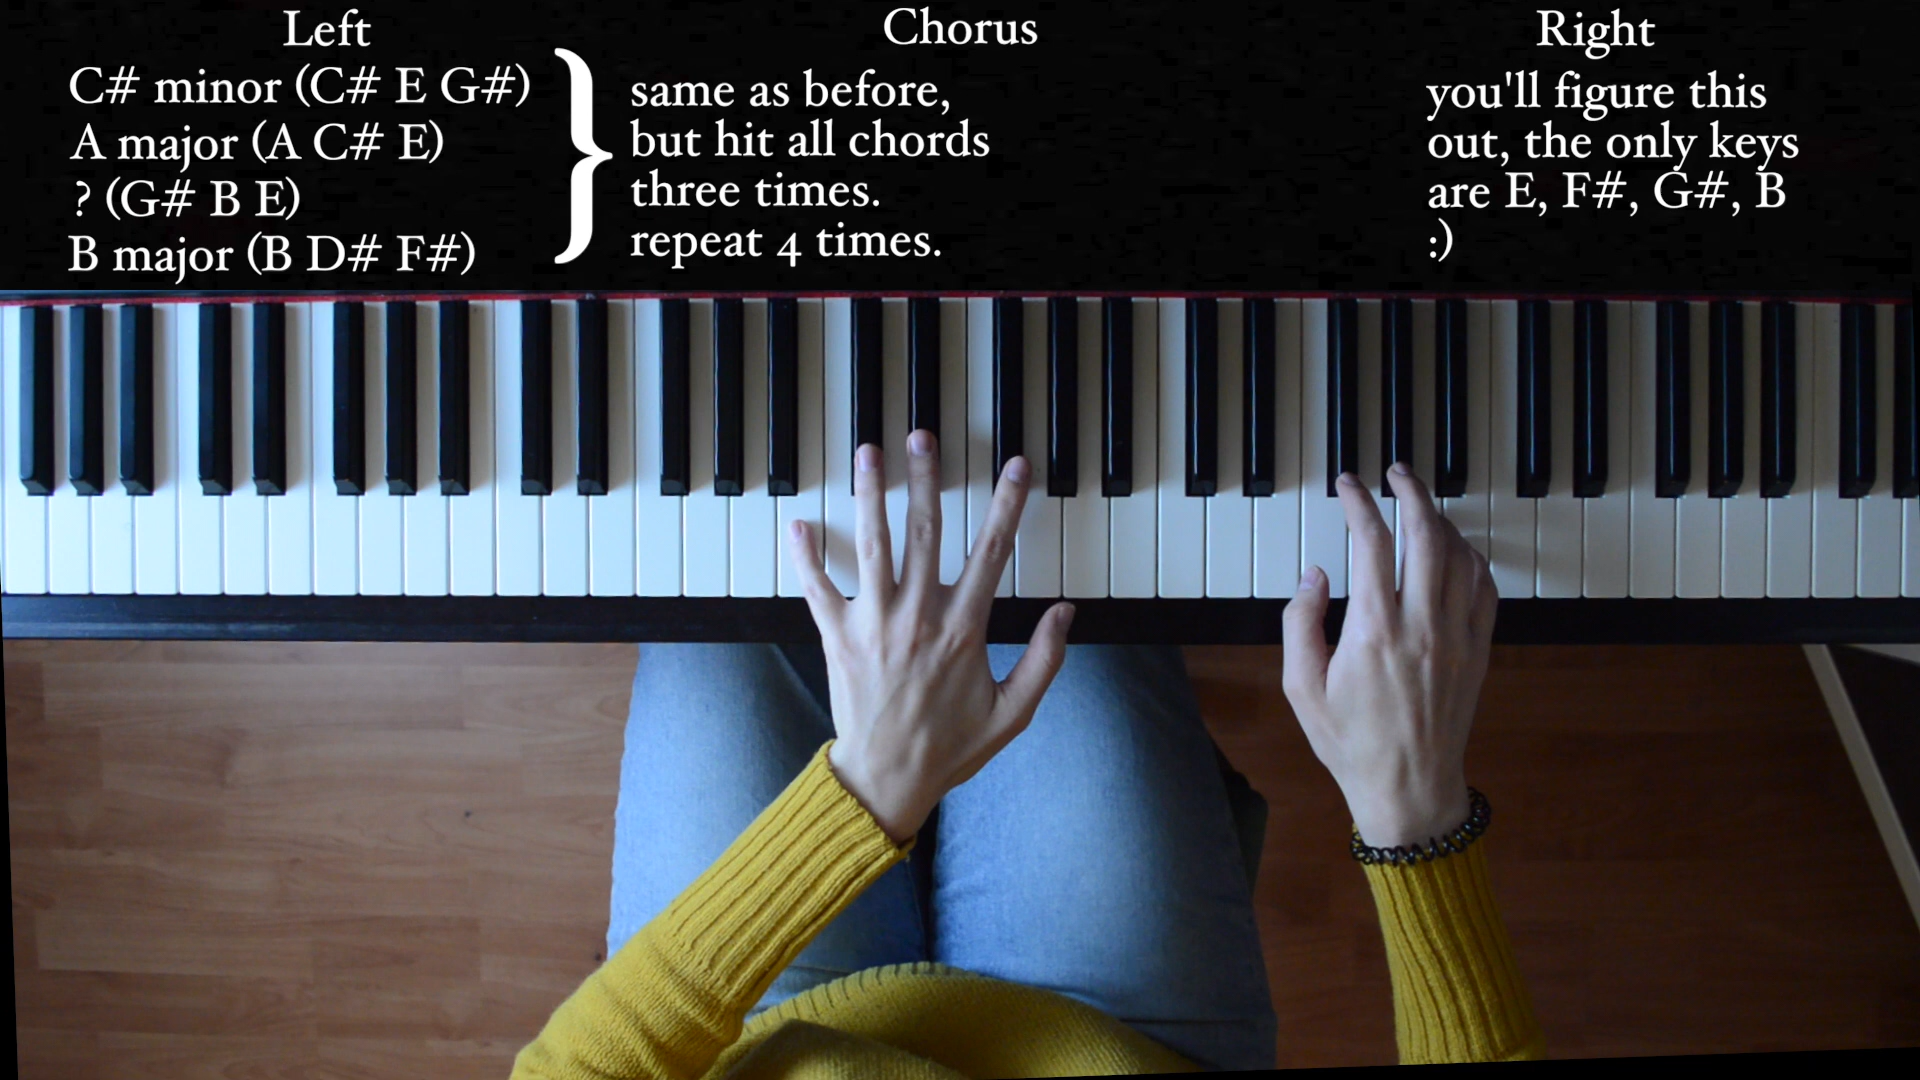 Left
C# minor (C# E G#)
A major (A C# E)
? (G# B E)
B major (B D# F#)
Chorus
same as before,
but hit all chords
three times.
repeat 4 times.
Right
you'll figure this
out, the only keys
are E, F#, G#, B
:)